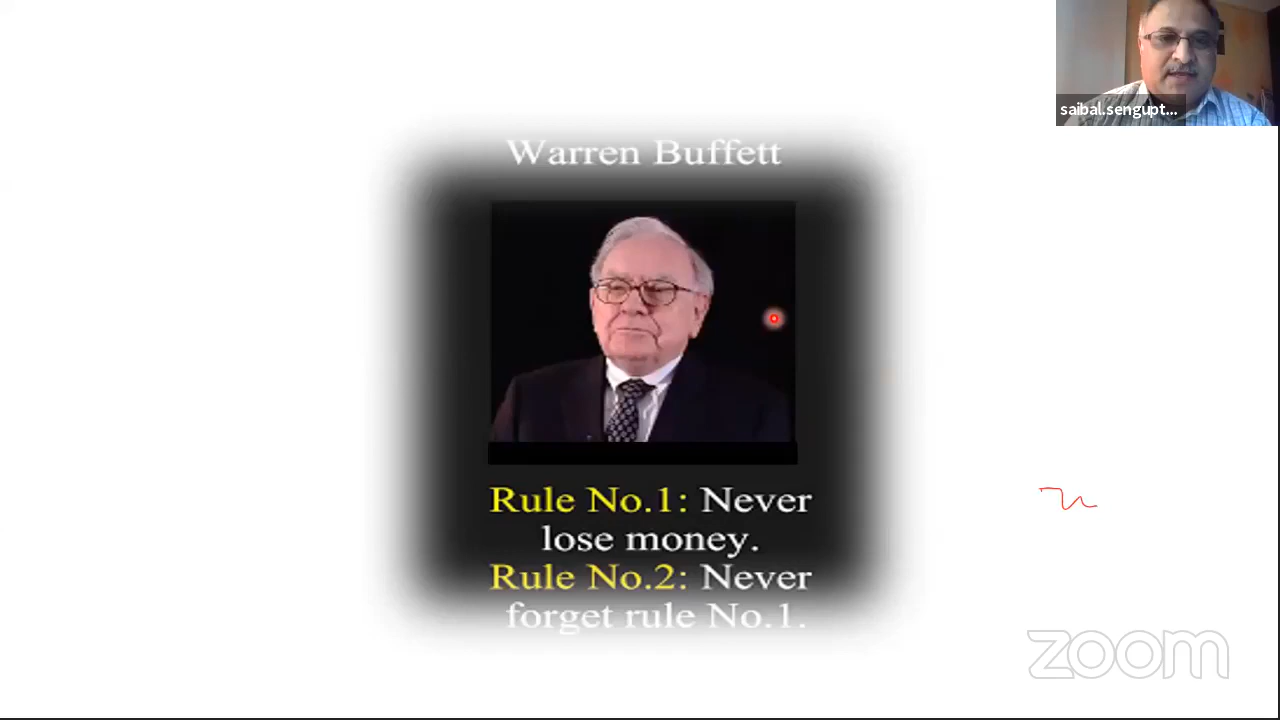 saibal.sengupt...
Warren Buffett
Rule No.1: Never
lose money.
Rule No.2: Never
forget rule No.1.
zoom